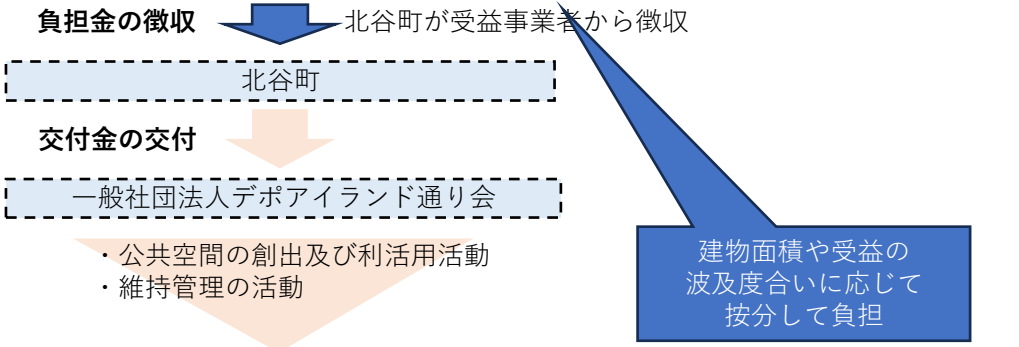 負担金の徴収
北谷町が受益事業者から徴収
北谷町
交付金の交付
一般社団法人デポアイランド通り会
・公共空間の創出及び利活用活動
・維持管理の活動
建物面積や受益の
波及度合いに応じて
按分して負担